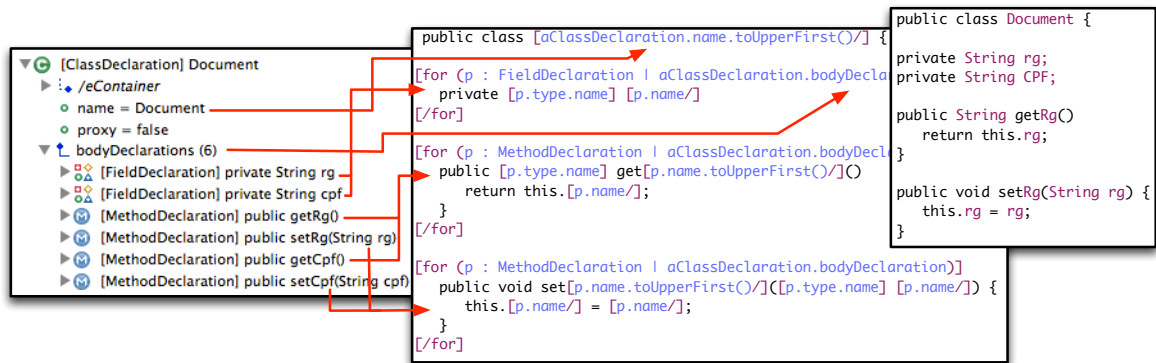 [ClassDeclaration] Document
/eContainer
name = Document
proxy = false
bodyDeclarations (6)
[FieldDeclaration] private String rg
[FieldDeclaration] private String cpf
[MethodDeclaration] public getRg()
[MethodDeclaration] public setRg(String rg)
[MethodDeclaration] public getCpf()
[MethodDeclaration] public setCpf(String cpf)
public class [aClassDeclaration.name.toUpperFirst()/] {
[for (p : FieldDeclaration | aClassDeclaration.bodyDecla
private [p.type.name] [p.name/]
[/for]
[for (p : MethodDeclaration | aClassDeclaration.bodyDecl
public [p.type.name] get[p.name.toUpperFirst()/]()
return this.[p.name/];
}
[/for]
[for (p : MethodDeclaration | aClassDeclaration.bodyDeclaration)]
public void set[p.name.toUpperFirst()/]([p.type.name] [p.name/]) {
this.[p.name/] = [p.name/];
}
[/for]
public class Document {
private String rg;
private String CPF;
public String getRg()
return this.rg;
}
public void setRg(String rg) {
this.rg = rg;
}